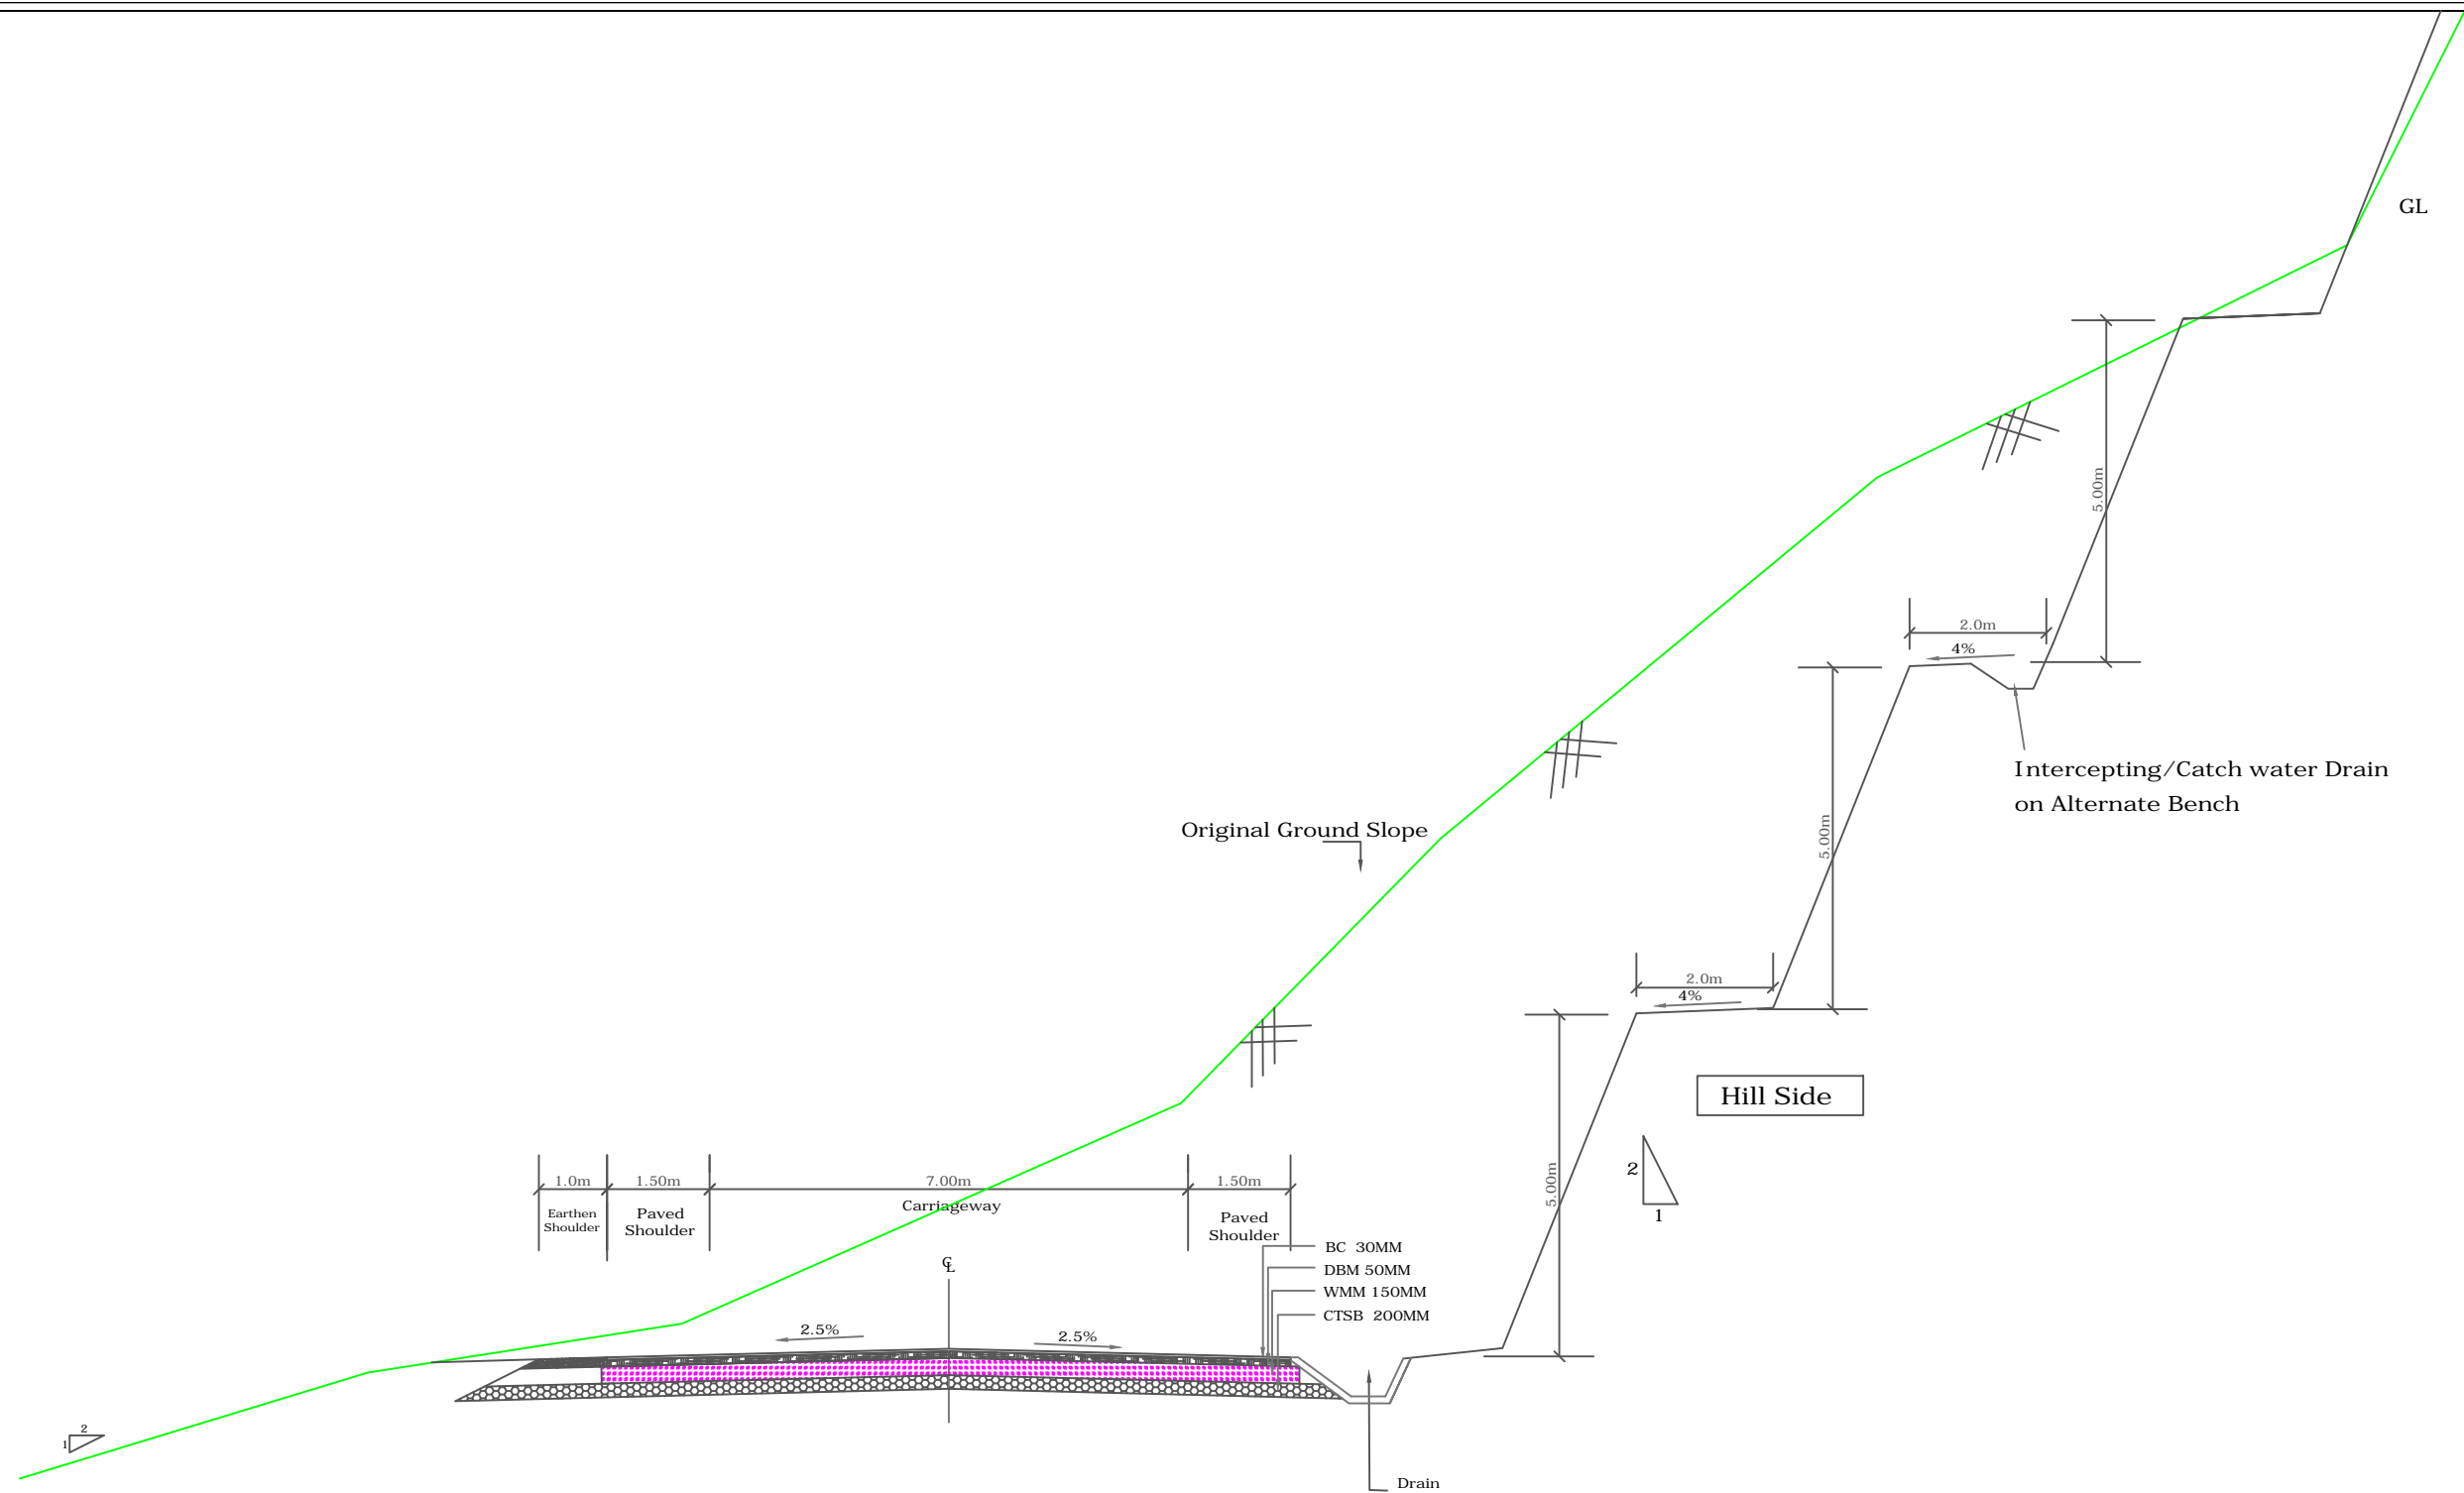 GL
5.00m
2.0m
4%
Intercepting/Catch water Drain
on Alternate Bench
5.00m
Original Ground Slope
2.0m
4%
Hill Side
5.00m
2
1
1.0m
1.50m
7.00m
1.50m
Earthen
Shoulder
Paved
Shoulder
Carriageway
Paved
Shoulder
BC 30MM
DBM 50MM
WMM 150MM
CTSB 200MM
CL
2.5%
2.5%
2
1
Drain